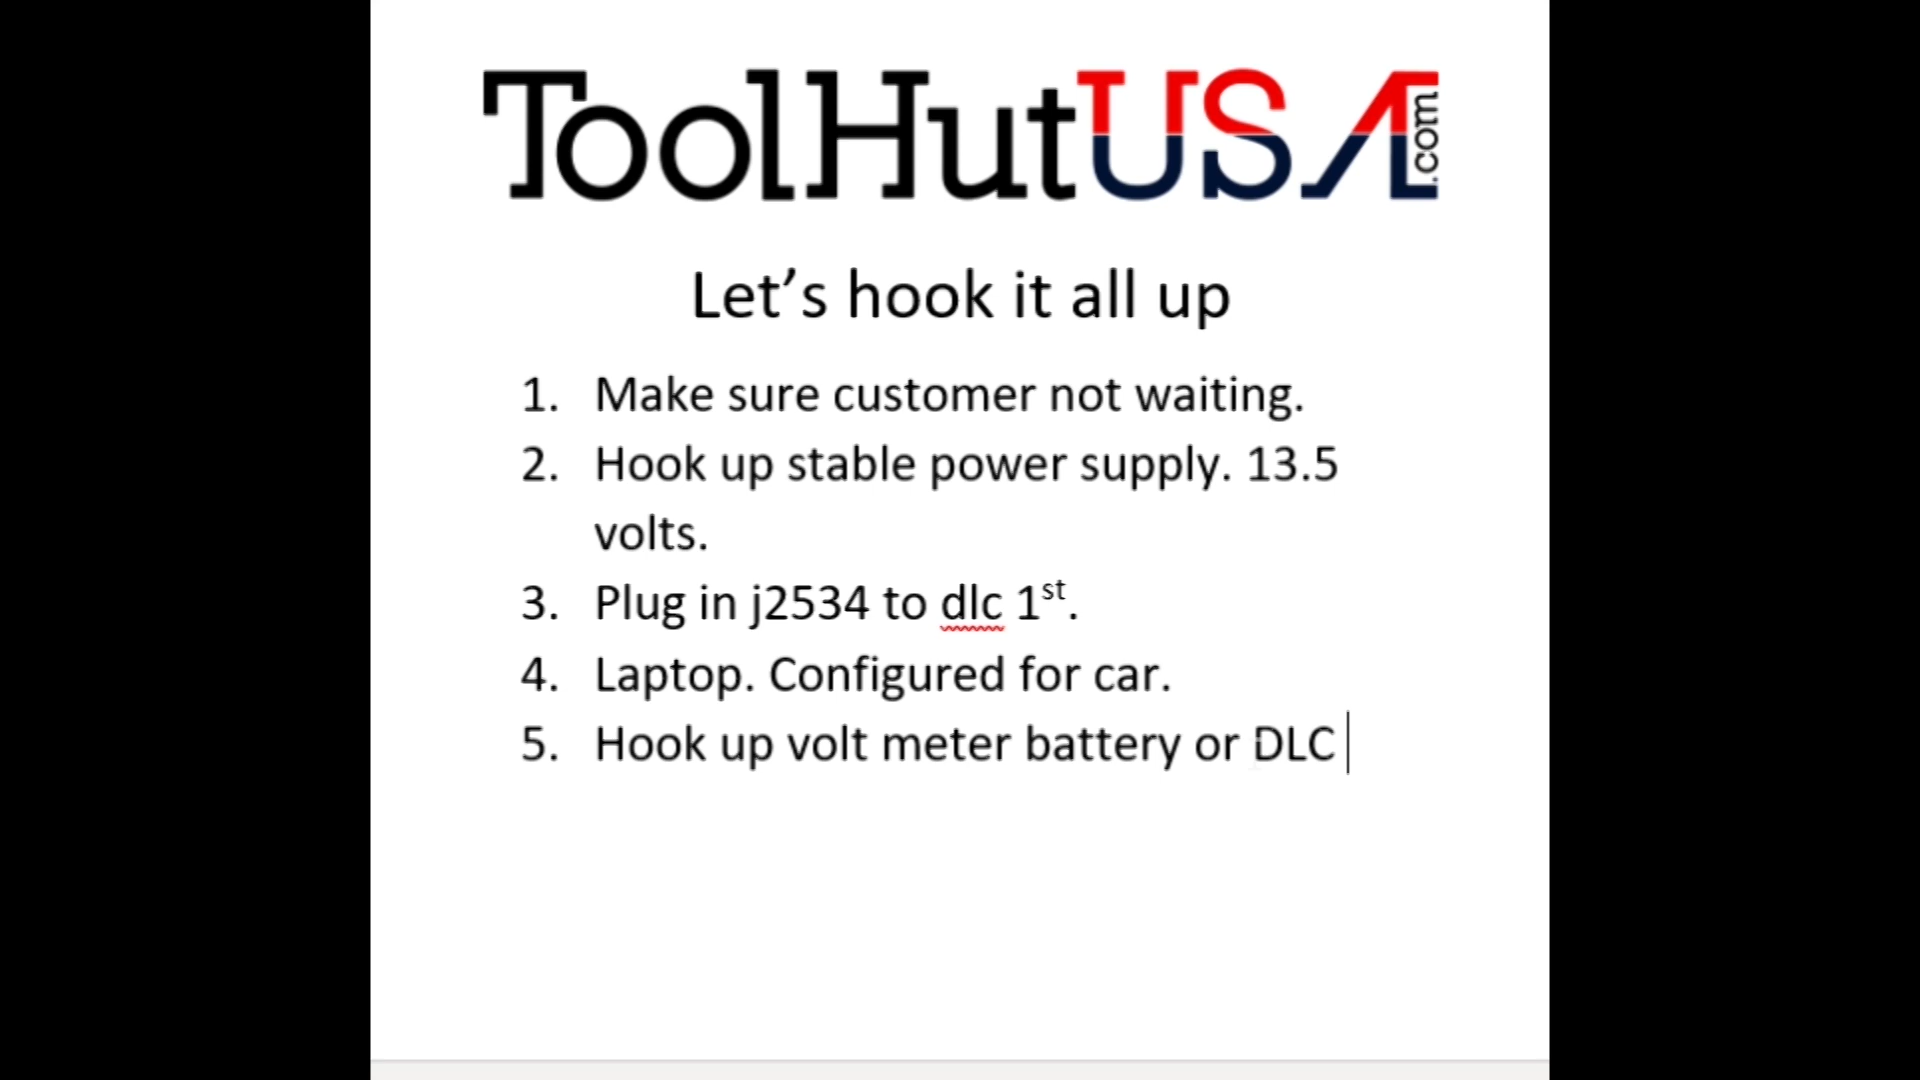 ToolHutUSA.com
Let’s hook it all up
1. Make sure customer not waiting.
2. Hook up stable power supply. 13.5
volts.
3. Plug in j2534 to dlc 1st.
4. Laptop. Configured for car.
5. Hook up volt meter battery or DLC